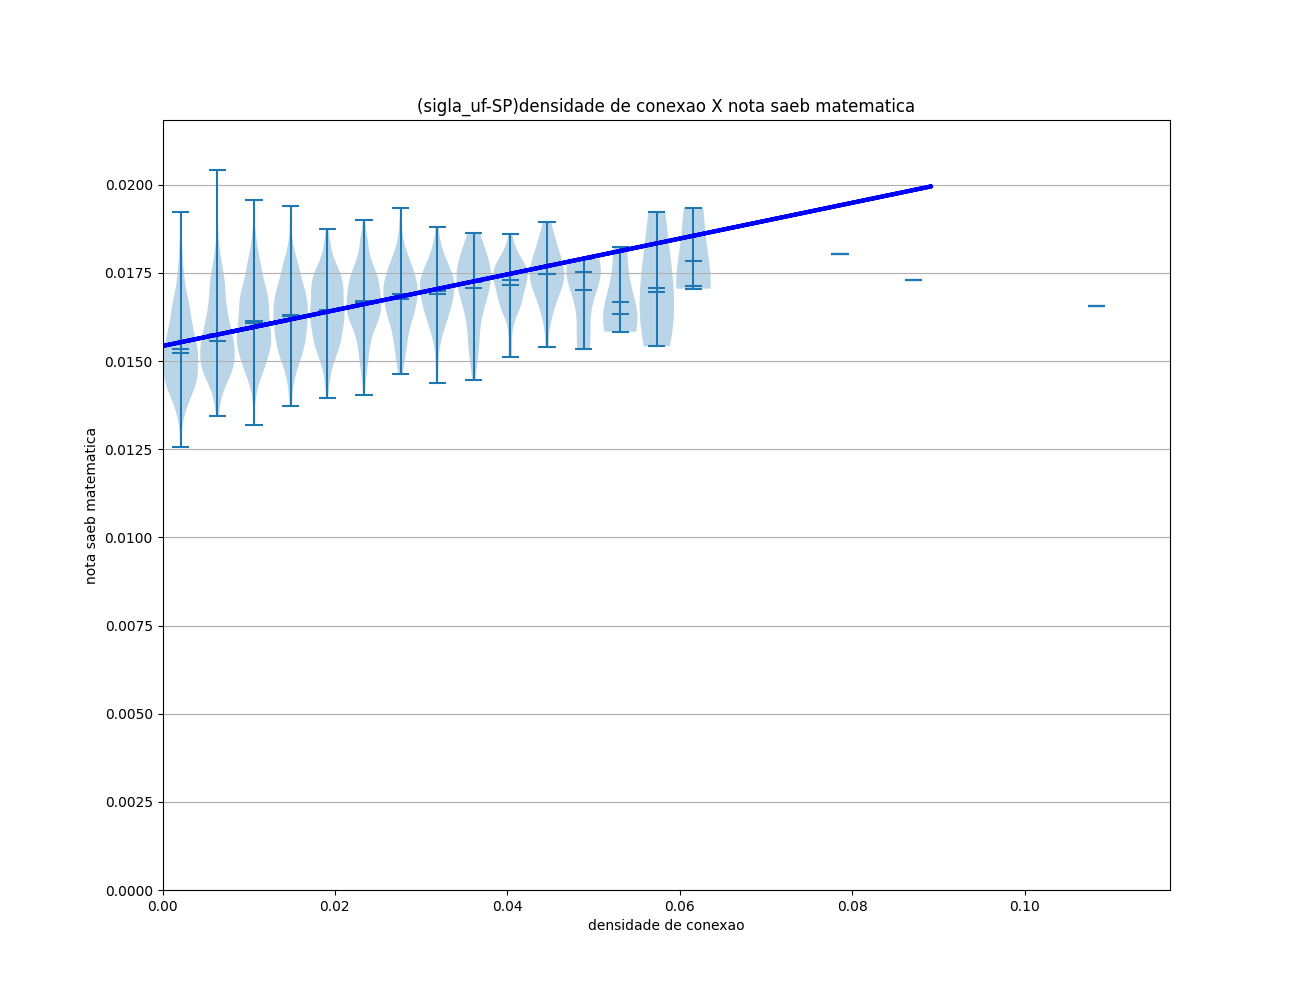 (sigla_uf-SP)densidade de conexao X nota saeb matematica
0.0200
0.0175
0.0150
0.0125
0.0100
0.0075
0.0050
0.0025
0.0000
nota saeb matematica
0.00 0.02 0.04 0.06 0.08 0.10
densidade de conexao